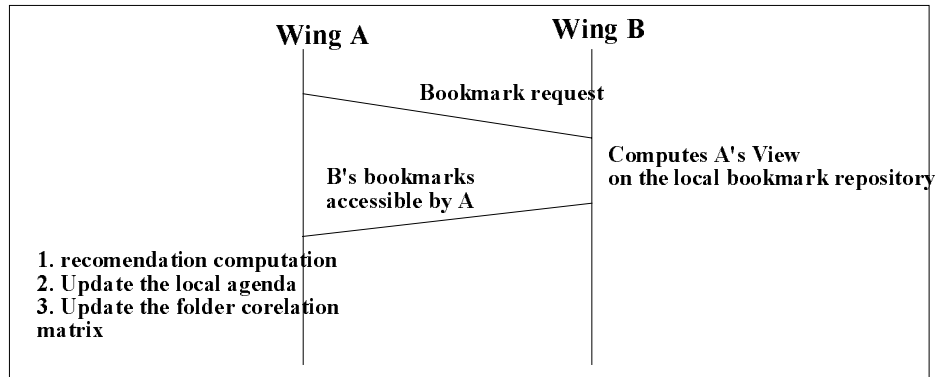 Wing A
Wing B
Bookmark request
Computes A's View
on the local bookmark repository
B's bookmarks
accessible by A
1. recomendation computation
2. Update the local agenda
3. Update the folder corelation
matrix